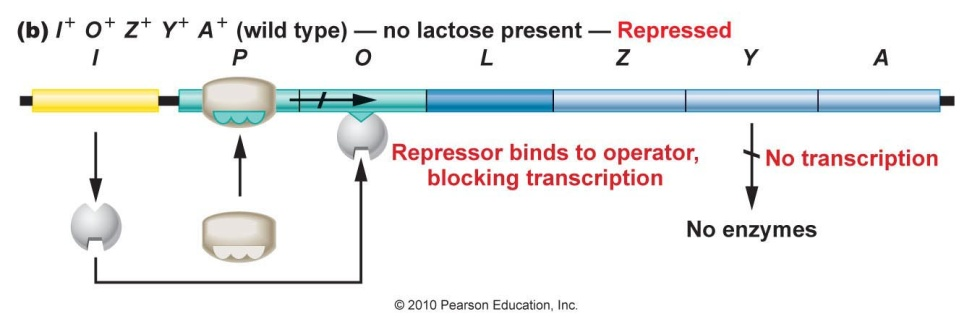 (b) I⁺ O⁺ Z⁺ Y⁺ A⁺ (wild type) — no lactose present — Repressed
I P O L Z Y A
Repressor binds to operator,
blocking transcription
No transcription
No enzymes
© 2010 Pearson Education, Inc.